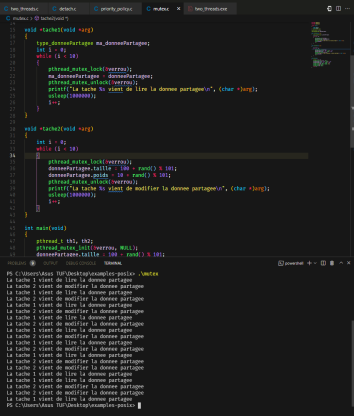 two_threads.c
detach.c
priority_policy.c
mutex.c
two_threads.exe
mutex.c > tache2(void *)
void *tache1(void *arg)
{
type_donneePartagee ma_donneePartagee;
int i = 0;
while (i < 10)
{
pthread_mutex_lock(&verrou);
ma_donneePartagee = donneePartagee;
pthread_mutex_unlock(&verrou);
printf("La tache %s vient de lire la donnee partagee\n", (char *)arg);
usleep(1000000);
i++;
}
}
void *tache2(void *arg)
{
int i = 0;
while (i < 10)
{
pthread_mutex_lock(&verrou);
donneePartagee.taille = 100 + rand() % 101;
donneePartagee.poids = 10 + rand() % 101;
pthread_mutex_unlock(&verrou);
printf("La tache %s vient de modifier la donnee partagee\n", (char *)arg);
usleep(1000000);
i++;
}
}
int main(void)
{
pthread_t th1, th2;
pthread_mutex_init(&verrou, NULL);
donneePartagee.taille = 100 + rand() % 101;
PROBLEMS
OUTPUT DEBUG CONSOLE TERMINAL
powershell
PS C:\Users\Asus TUF\Desktop\examples-posix> .\mutex
La tache 1 vient de lire la donnee partagee
La tache 2 vient de modifier la donnee partagee
La tache 1 vient de lire la donnee partagee
La tache 2 vient de modifier la donnee partagee
La tache 1 vient de lire la donnee partagee
La tache 2 vient de modifier la donnee partagee
La tache 1 vient de lire la donnee partagee
La tache 2 vient de modifier la donnee partagee
La tache 1 vient de lire la donnee partagee
La tache 2 vient de modifier la donnee partagee
La tache 1 vient de lire la donnee partagee
La tache 2 vient de modifier la donnee partagee
La tache 2 vient de modifier la donnee partagee
La tache 1 vient de lire la donnee partagee
La tache 2 vient de modifier la donnee partagee
La tache 1 vient de lire la donnee partagee
La tache 2 vient de modifier la donnee partagee
La tache 1 vient de lire la donnee partagee
La tache 2 vient de modifier la donnee partagee
La tache 1 vient de lire la donnee partagee
PS C:\Users\Asus TUF\Desktop\examples-posix>